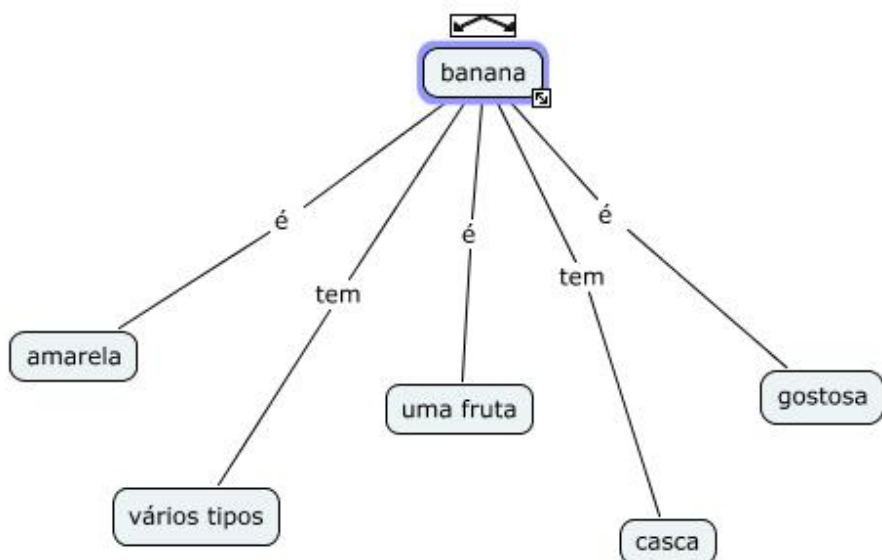 banana
é
é
é
tem
tem
amarela
uma fruta
gostosa
vários tipos
casca